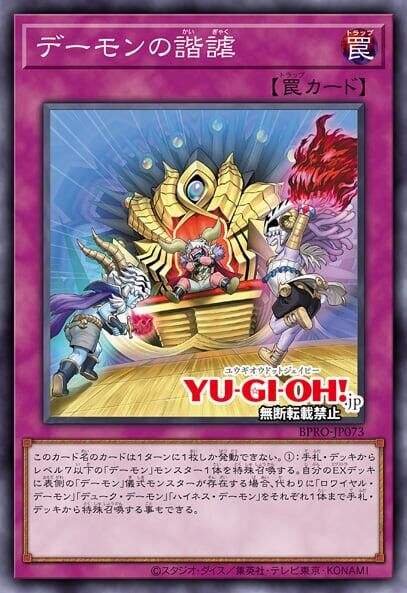 デーモンの諧謔
かい ぎゃく
トラップ
罠
【罠カード】
トラップ
ユウギオウドットジェイピー
YU-GI-OH!.jp
無断転載禁止
BPRO-JP073
このカード名のカードは1ターンに1枚しか発動できない。①：手札・デッキから
レベル7以下の「デーモン」モンスター1体を特殊召喚する。自分のEXデッキ
に表側の「デーモン」儀式モンスターが存在する場合、代わりに「ロワイヤル・
デーモン」「デューク・デーモン」「ハイネス・デーモン」をそれぞれ1体まで手札・
デッキから特殊召喚する事もできる。
©スタジオ・ダイス／集英社・テレビ東京・KONAMI